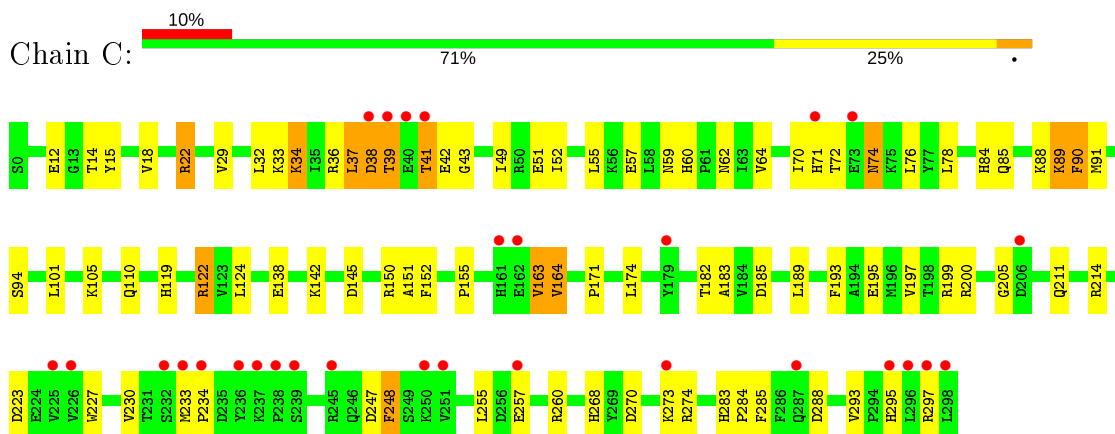 10%
Chain C:
71% 25% •
S0 E12 G13 T14 Y15 V18 R22 V29 L32 K33 K34 I35 R36 L37 D38 T39 E40 T41 E42 G43 I49 R50 E51 I52 L55 K56 E57 L58 N59 H60 P61 N62 I63 V64 I70 H71 T72 E73 N74 K75 L76 Y77 L78 H84 Q85 K88 K89 F90 M91
S94 L101 K105 Q110 H119 R122 V123 L124 E138 K142 D145 R150 A151 F152 P155 H161 E162 V163 V164 P171 L174 Y179 T182 A183 V184 D185 L189 F193 A194 E195 M196 V197 T198 R199 R200 G205 D206 Q211 R214
D223 E224 V225 V226 W227 V230 T231 S232 M233 P234 D235 Y236 K237 P238 S239 R245 Q246 D247 F248 S249 K250 V251 L255 D256 E257 R260 H268 Y269 D270 K273 R274 H283 P284 F285 F286 Q287 D288 V293 P294 H295 L296 R297 L298